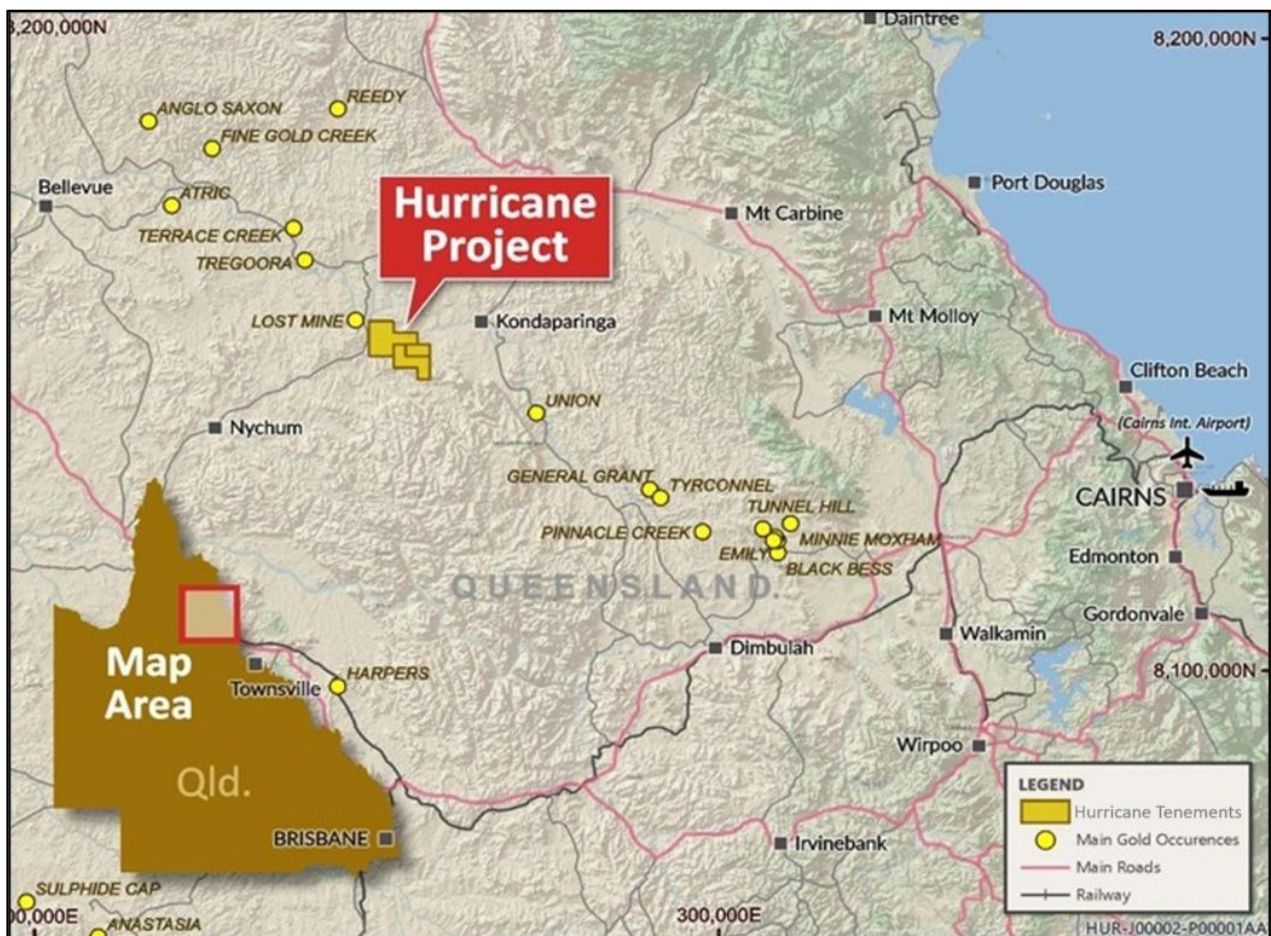 Daintree
8,200,000N
8,200,000N
REEDY
ANGLO SAXON
FINE GOLD CREEK
Bellevue
ATRIC
Port Douglas
Hurricane
Project
Mt Carbine
TERRACE CREEK
TREGOORA
LOST MINE
Kondaparinga
Mt Molloy
Clifton Beach
UNION
Nychum
(Cairns Int. Airport)
GENERAL GRANT
TYRCONNEL
CAIRNS
TUNNEL HILL
PINNACLE CREEK
MINNIE MOXHAM
EMILY
BLACK BESS
Edmonton
QUEENSLAND
Gordonvale
Walkamin
Dimbulah
Map
Area
Townsville
HARPERS
8,100,000N
Wirpoo
Qld.
LEGEND
Hurricane Tenements
Main Gold Occurences
Main Roads
Railway
BRISBANE
Irvinebank
SULPHIDE CAP
00,000E
ANASTASIA
300,000E
HUR-J00002-P00001AA